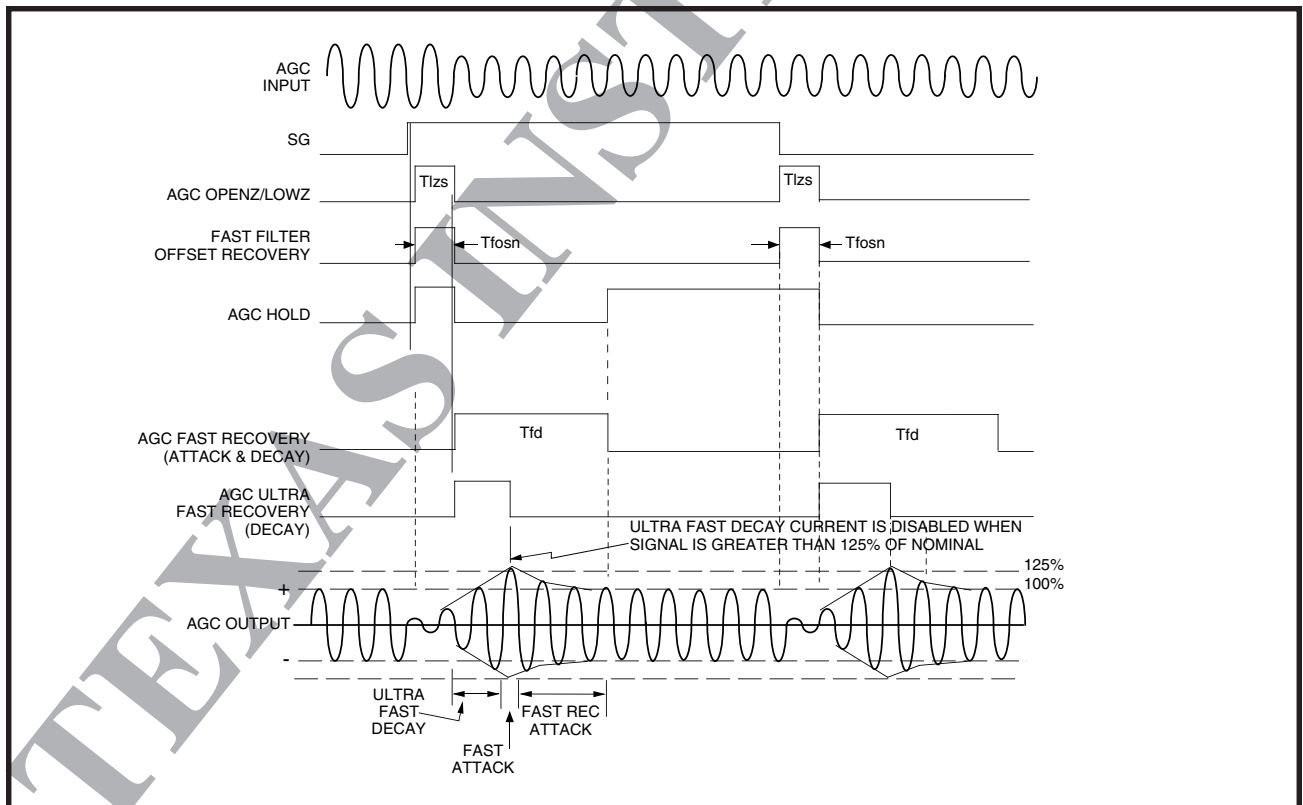 AGC
INPUT
SG
AGC OPENZ/LOWZ
Tlzs
Tlzs
FAST FILTER
OFFSET RECOVERY
Tfosn
Tfosn
AGC HOLD
AGC FAST RECOVERY
(ATTACK & DECAY)
Tfd
Tfd
AGC ULTRA
FAST RECOVERY
(DECAY)
ULTRA FAST DECAY CURRENT IS DISABLED WHEN
SIGNAL IS GREATER THAN 125% OF NOMINAL
125%
100%
+
AGC OUTPUT
-
ULTRA
FAST
DECAY
FAST REC
ATTACK
FAST
ATTACK
TEXAS INST